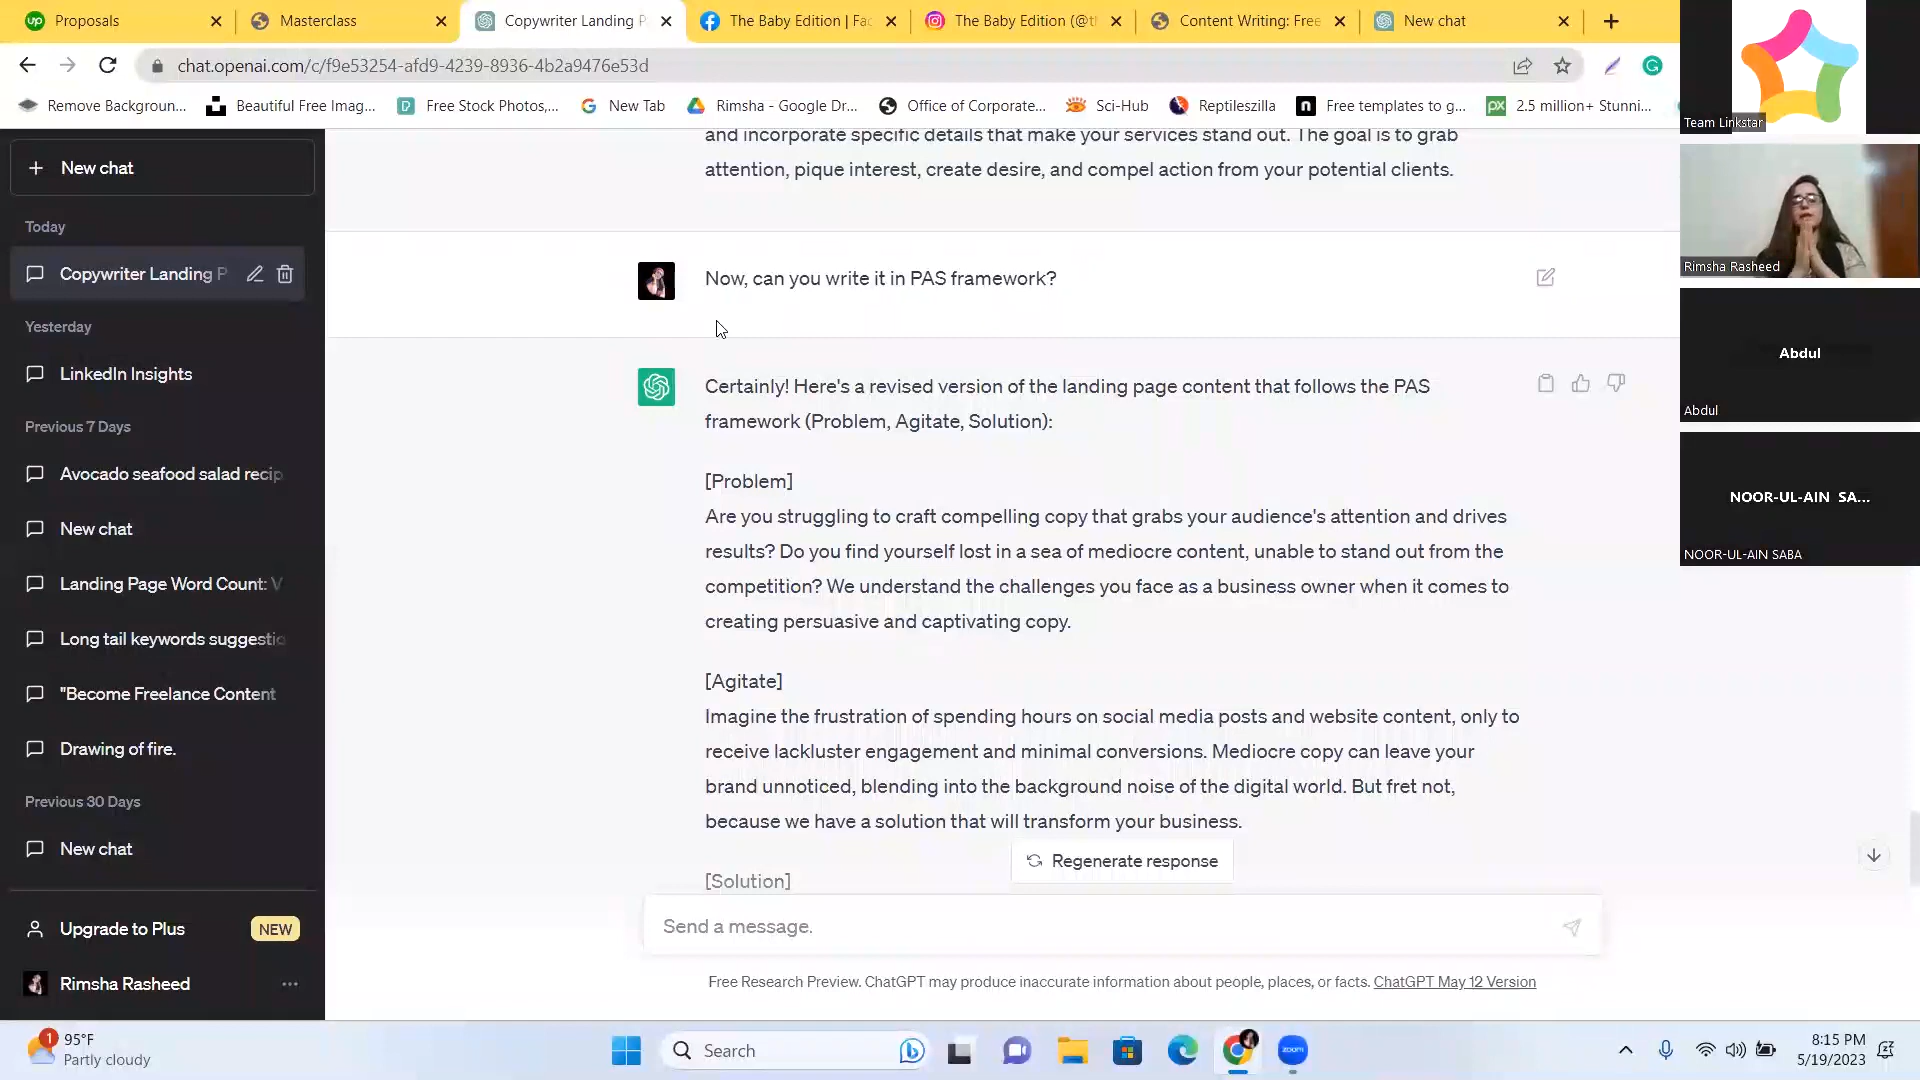 Proposals
Masterclass
Copywriter Landing P
The Baby Edition | Fac
The Baby Edition (@th
Content Writing: Free
New chat
chat.openai.com/c/f9e53254-afd9-4239-8936-4b2a9476e53d
Remove Backgroun...
Beautiful Free Imag...
Free Stock Photos,...
New Tab
Rimsha - Google Dr...
Office of Corporate...
Sci-Hub
Reptileszilla
Free templates to g...
2.5 million+ Stunni...
New chat
Today
Copywriter Landing P
Yesterday
LinkedIn Insights
Previous 7 Days
Avocado seafood salad recip
New chat
Landing Page Word Count: V
Long tail keywords suggestio
"Become Freelance Content
Drawing of fire.
Previous 30 Days
New chat
Upgrade to Plus
NEW
Rimsha Rasheed
and incorporate specific details that make your services stand out. The goal is to grab
attention, pique interest, create desire, and compel action from your potential clients.
Now, can you write it in PAS framework?
Certainly! Here's a revised version of the landing page content that follows the PAS
framework (Problem, Agitate, Solution):
[Problem]
Are you struggling to craft compelling copy that grabs your audience's attention and drives
results? Do you find yourself lost in a sea of mediocre content, unable to stand out from the
competition? We understand the challenges you face as a business owner when it comes to
creating persuasive and captivating copy.
[Agitate]
Imagine the frustration of spending hours on social media posts and website content, only to
receive lackluster engagement and minimal conversions. Mediocre copy can leave your
brand unnoticed, blending into the background noise of the digital world. But fret not,
because we have a solution that will transform your business.
Regenerate response
[Solution]
Send a message.
Free Research Preview. ChatGPT may produce inaccurate information about people, places, or facts. ChatGPT May 12 Version
Team Linkstar
Rimsha Rasheed
Abdul
Abdul
NOOR-UL-AIN SA...
NOOR-UL-AIN SABA
1
95°F
Partly cloudy
Search
zoom
8:15 PM
5/19/2023